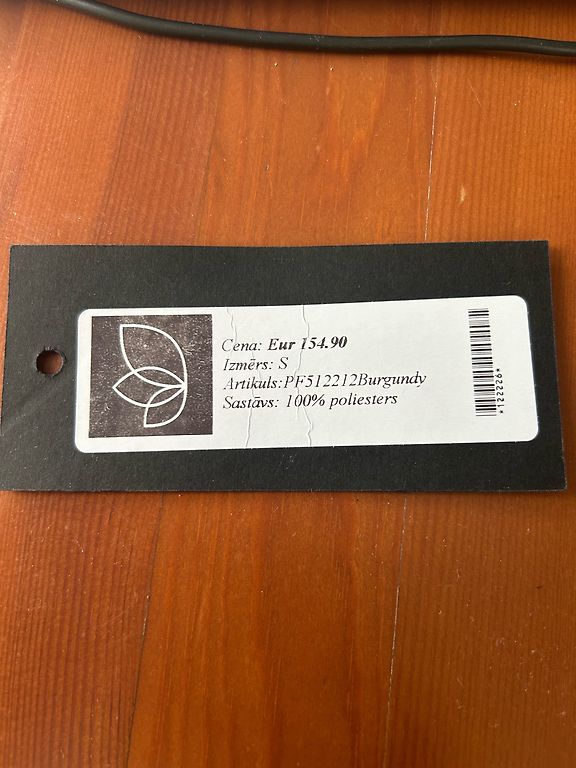 Cena: Eur 154.90
Izmērs: S
Artikuls:PF512212Burgundy
Sastāvs: 100% poliesters
*122226*